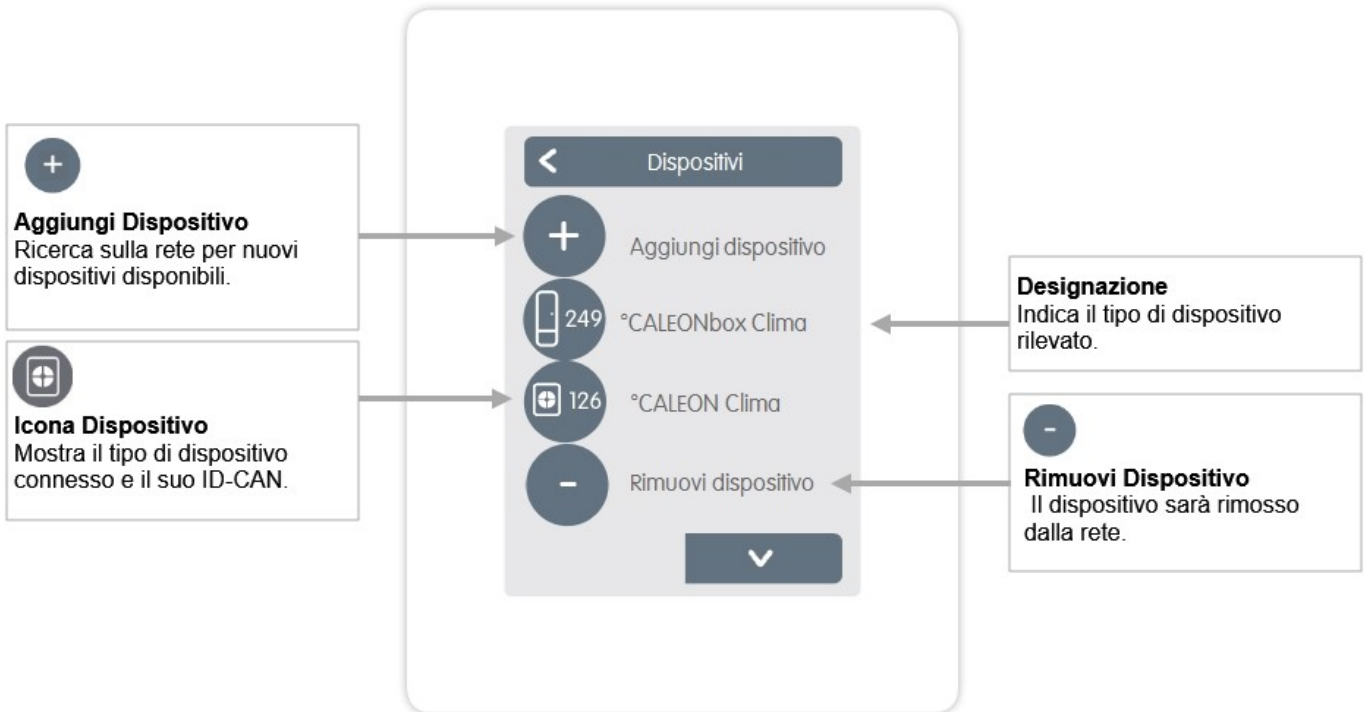 +
Aggiungi Dispositivo
Ricerca sulla rete per nuovi
dispositivi disponibili.
Icona Dispositivo
Mostra il tipo di dispositivo
connesso e il suo ID-CAN.
Dispositivi
+ Aggiungi dispositivo
249 °CALEONbox Clima
126 °CALEON Clima
- Rimuovi dispositivo
Designazione
Indica il tipo di dispositivo
rilevato.
-
Rimuovi Dispositivo
Il dispositivo sarà rimosso
dalla rete.